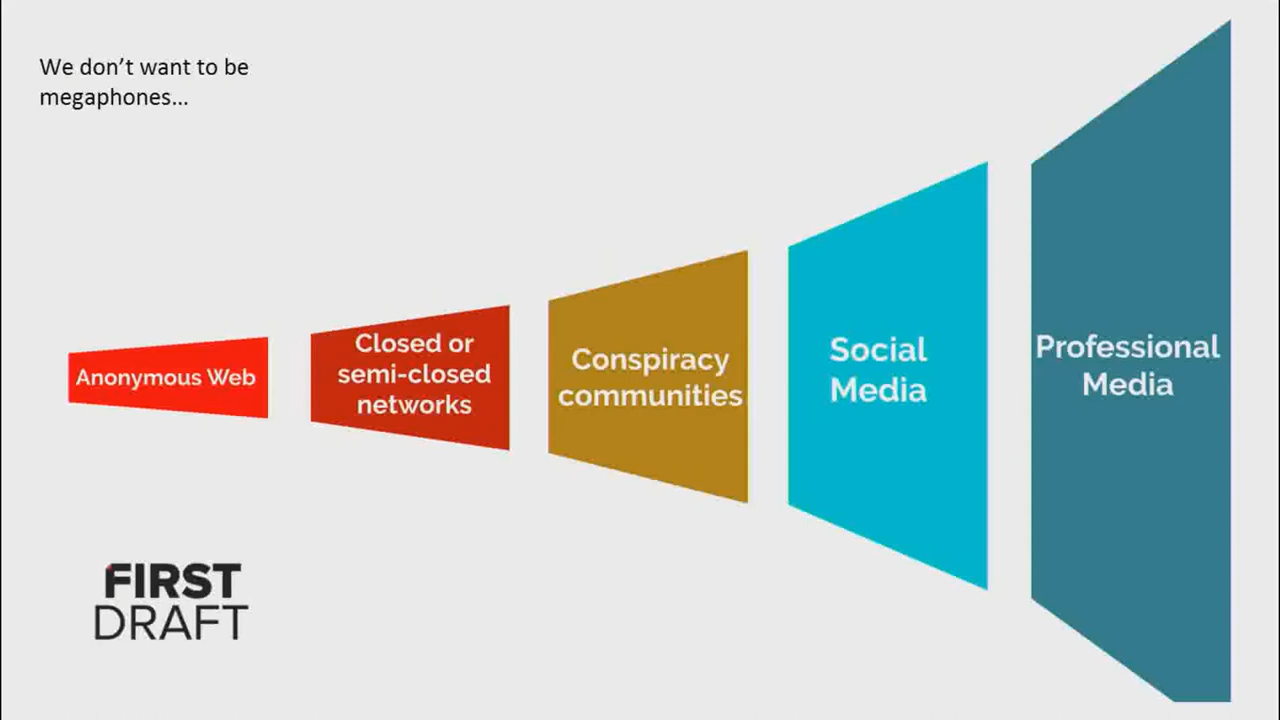 We don’t want to be
megaphones...
Anonymous Web
Closed or
semi-closed
networks
Conspiracy
communities
Social
Media
Professional
Media
FIRST
DRAFT